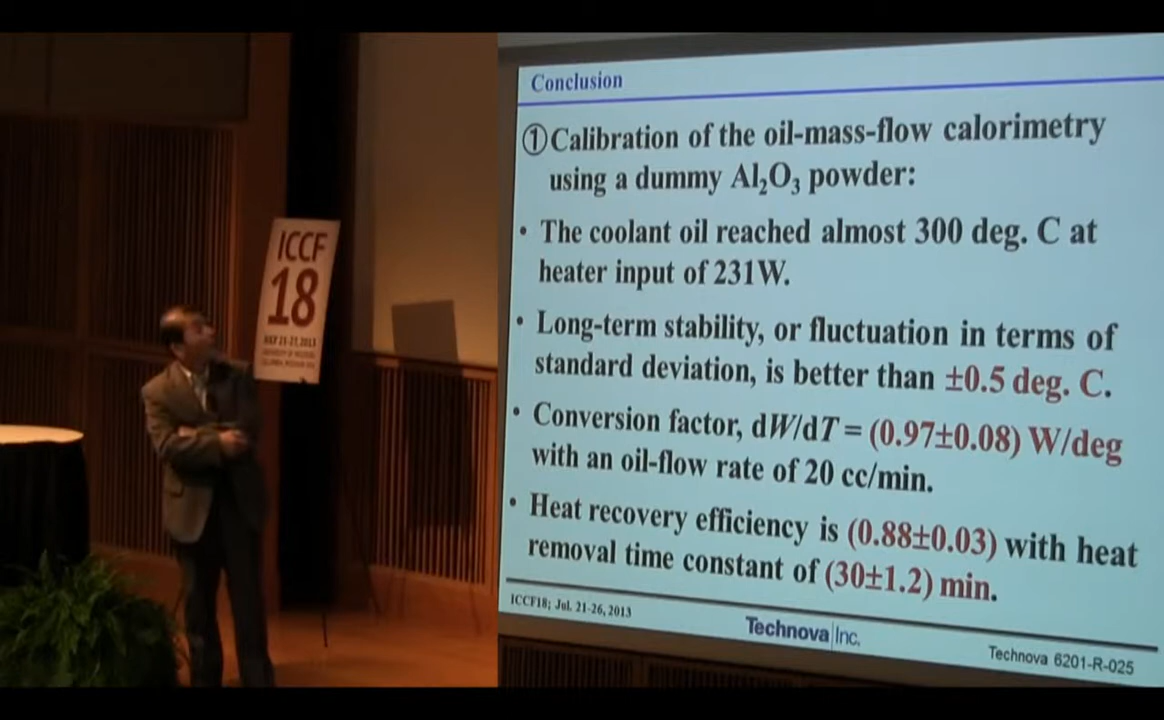 ICCF
18
JULY 21-27, 2013
Conclusion
①Calibration of the oil-mass-flow calorimetry
using a dummy Al₂O₃ powder:
• The coolant oil reached almost 300 deg. C at
heater input of 231W.
• Long-term stability, or fluctuation in terms of
standard deviation, is better than ±0.5 deg. C.
• Conversion factor, dW/dT = (0.97±0.08) W/deg
with an oil-flow rate of 20 cc/min.
• Heat recovery efficiency is (0.88±0.03) with heat
removal time constant of (30±1.2) min.
ICCF18; Jul. 21-26, 2013
Technova Inc.
Technova 6201-R-025